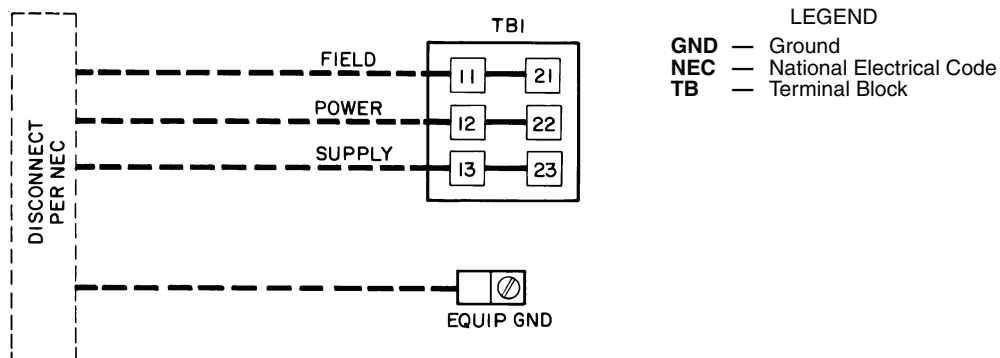 TB1
FIELD
11 21
POWER
12 22
SUPPLY
13 23
DISCONNECT
PER NEC
EQUIP GND
LEGEND
GND — Ground
NEC — National Electrical Code
TB — Terminal Block